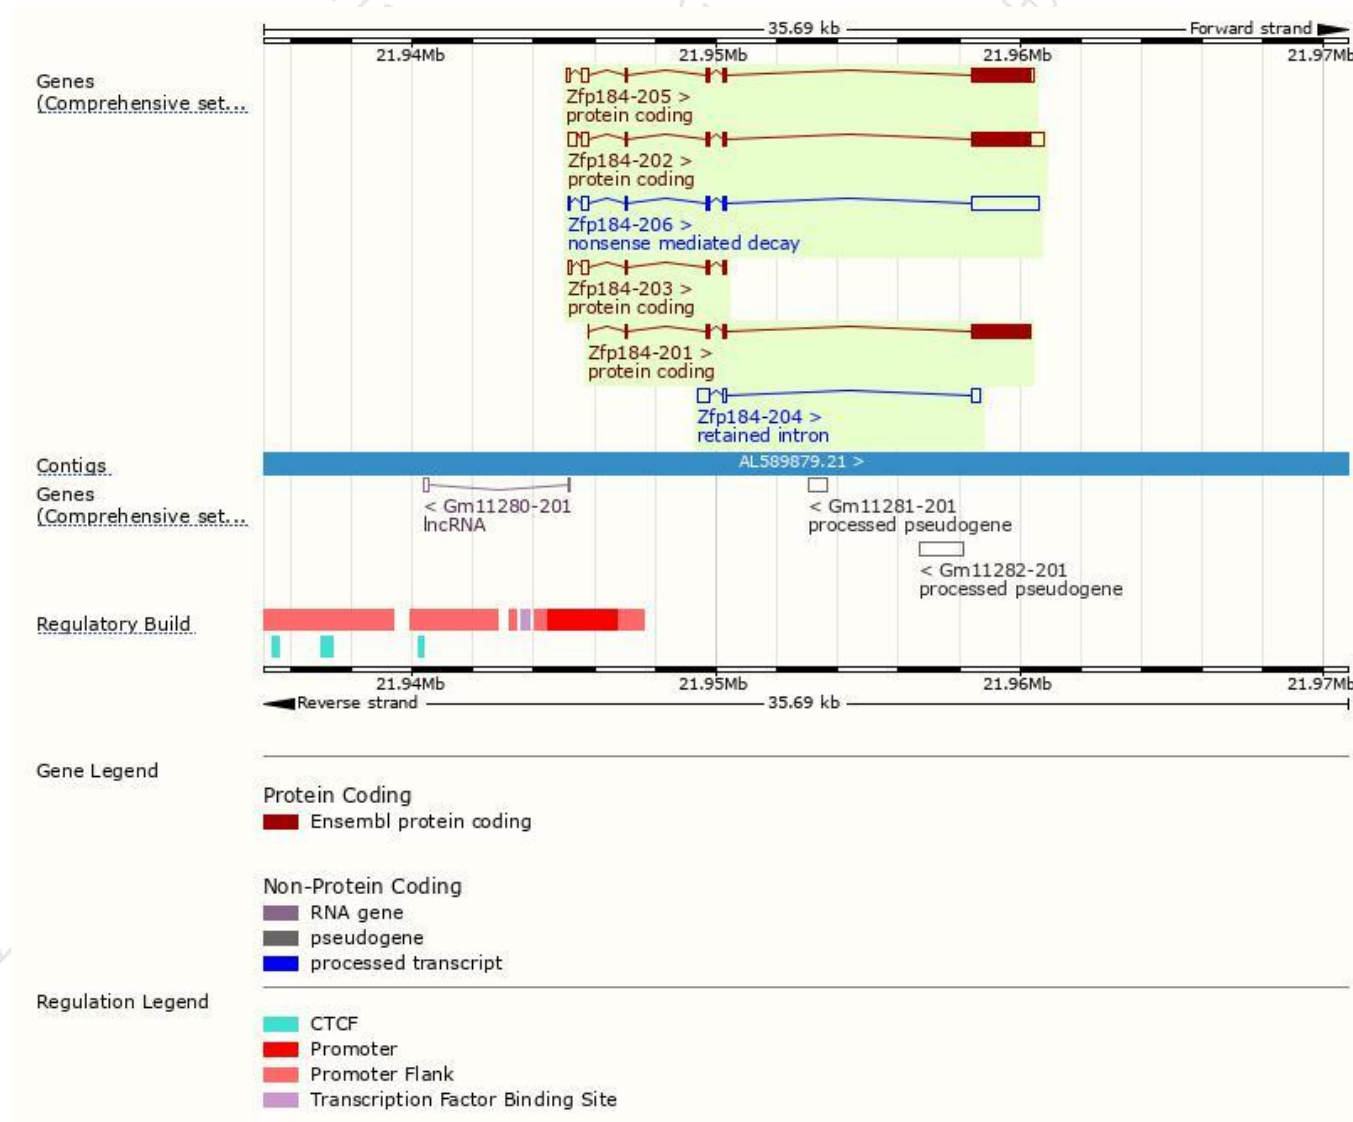 35.69 kb
Forward strand
21.94Mb 21.95Mb 21.96Mb 21.97Mb
Genes
(Comprehensive set...
Zfp184-205 >
protein coding
Zfp184-202 >
protein coding
Zfp184-206 >
nonsense mediated decay
Zfp184-203 >
protein coding
Zfp184-201 >
protein coding
Zfp184-204 >
retained intron
Contigs
AL589879.21 >
Genes
(Comprehensive set...
< Gm11280-201
lncRNA
< Gm11281-201
processed pseudogene
< Gm11282-201
processed pseudogene
Regulatory Build
21.94Mb 21.95Mb 21.96Mb 21.97Mb
Reverse strand
35.69 kb
Gene Legend
Protein Coding
Ensembl protein coding
Non-Protein Coding
RNA gene
pseudogene
processed transcript
Regulation Legend
CTCF
Promoter
Promoter Flank
Transcription Factor Binding Site